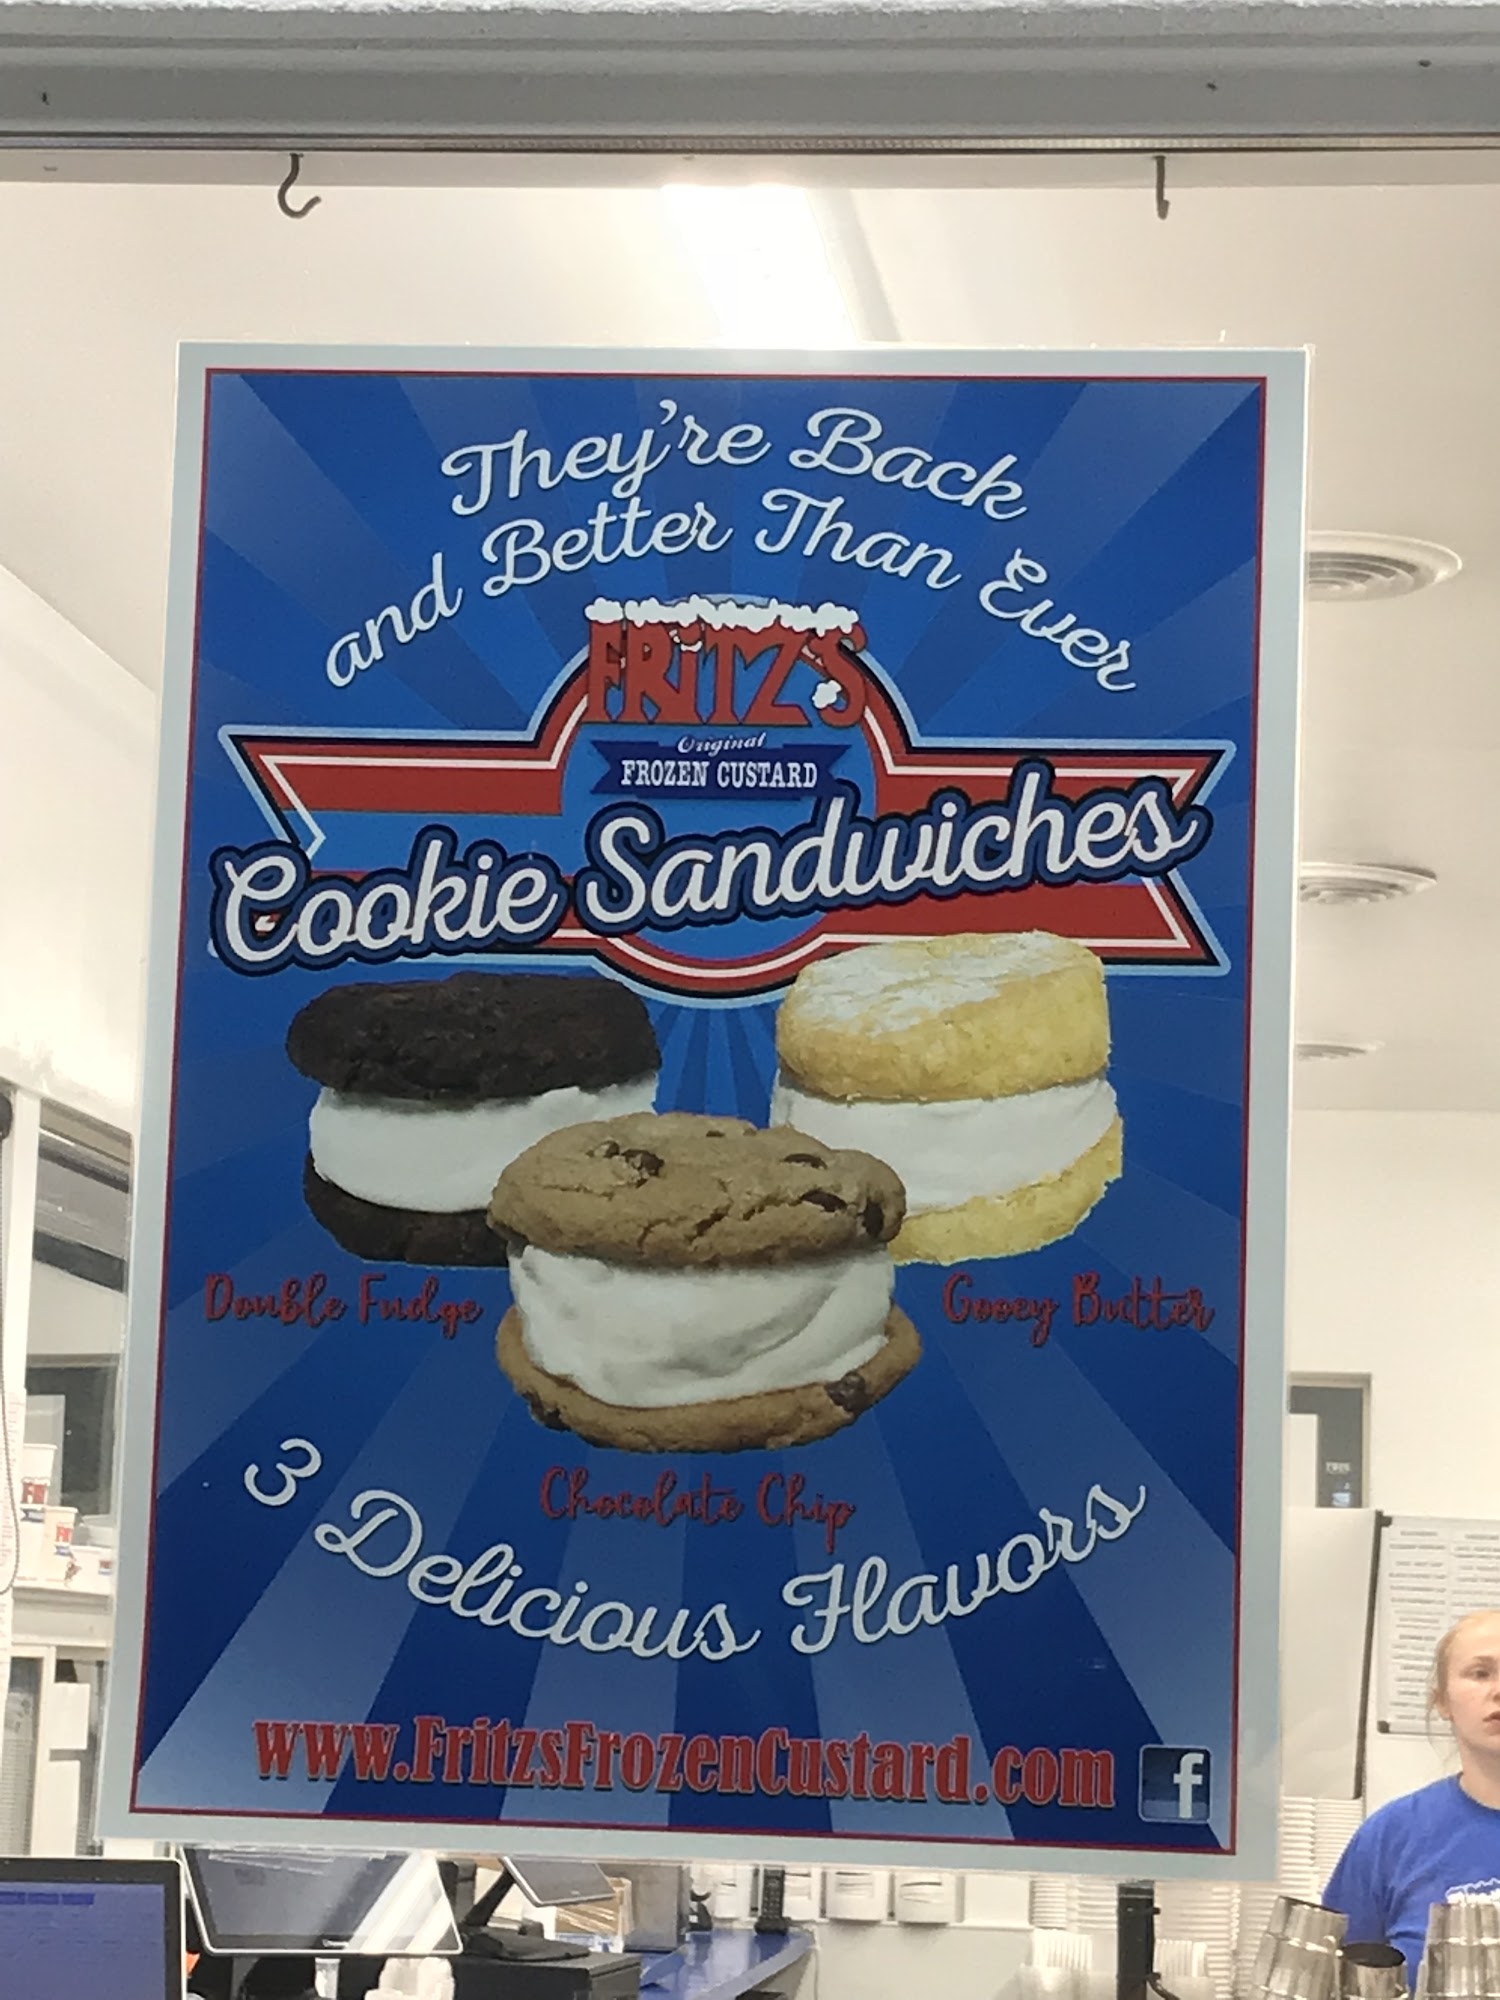 They're Back
and Better Than Ever
FRiTZ'S
Original
FROZEN CUSTARD
Cookie Sandwiches
Double Fudge
Gooey Butter
Chocolate Chip
3 Delicious Flavors
www.FritzsFrozenCustard.com f